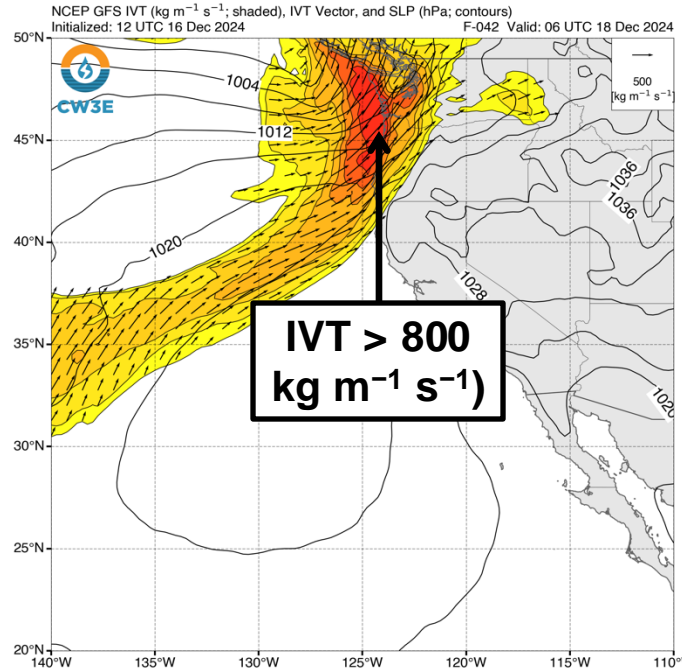 NCEP GFS IVT (kg m⁻¹ s⁻¹; shaded), IVT Vector, and SLP (hPa; contours)
Initialized: 12 UTC 16 Dec 2024 F-042 Valid: 06 UTC 18 Dec 2024
50°N
CW3E
1004
500
[kg m⁻¹ s⁻¹]
1012
45°N
1036
1036
40°N
1020
1028
IVT > 800
kg m⁻¹ s⁻¹)
35°N
1020
30°N
25°N
20°N
140°W 135°W 130°W 125°W 120°W 115°W 110°W